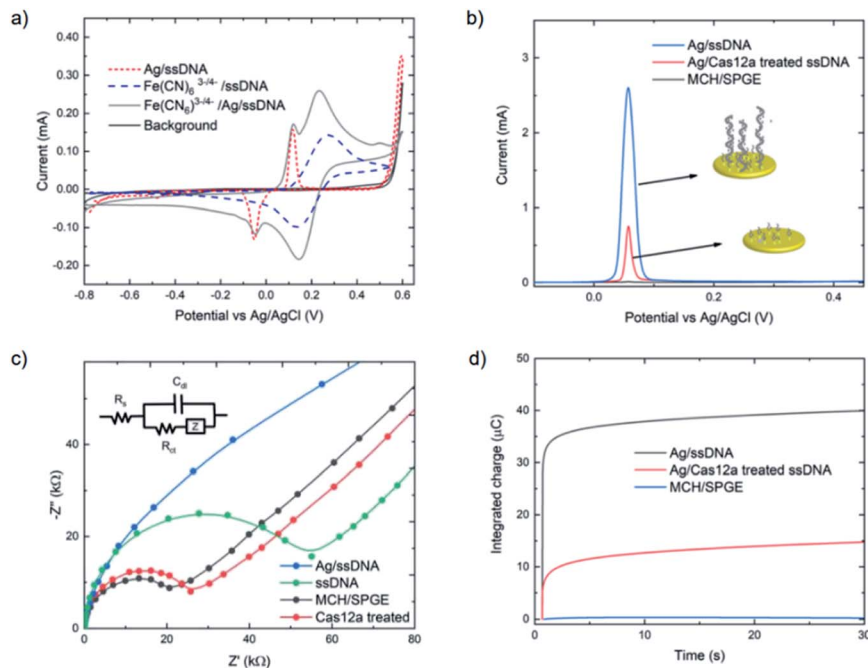 a)
0.40
0.30
0.20
0.10
0.00
0.10
0.20
Current (mA)
Ag/ssDNA
Fe(CN)6 3-/4- /ssDNA
Fe(CN6)3-/4- /Ag/ssDNA
Background
-0.8 -0.6 -0.4 -0.2 0.0 0.2 0.4 0.6
Potential vs Ag/AgCl (V)
b)
3
2
1
0
Current (mA)
Ag/ssDNA
Ag/Cas12a treated ssDNA
MCH/SPGE
0.0 0.2 0.4
Potential vs Ag/AgCl (V)
c)
40
20
0
-Z" (kΩ)
Rs
Cdl
Rct
Z
Ag/ssDNA
ssDNA
MCH/SPGE
Cas12a treated
0 20 40 60 80
Z' (kΩ)
d)
50
40
30
20
10
0
Integrated charge (μC)
Ag/ssDNA
Ag/Cas12a treated ssDNA
MCH/SPGE
0 10 20 30
Time (s)